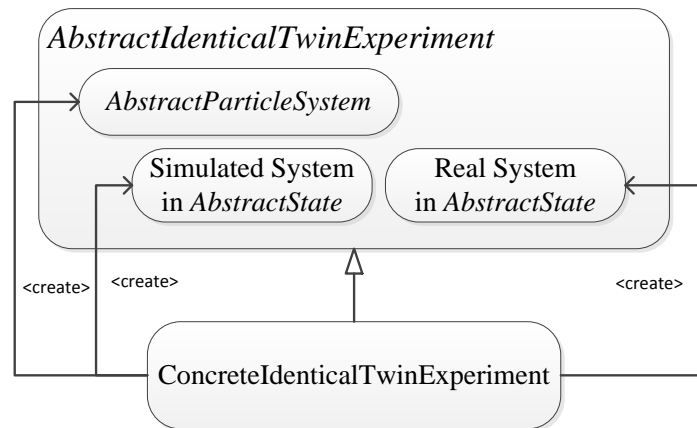 AbstractIdenticalTwinExperiment
AbstractParticleSystem
Simulated System
in AbstractState
Real System
in AbstractState
<create>
<create>
<create>
ConcreteIdenticalTwinExperiment